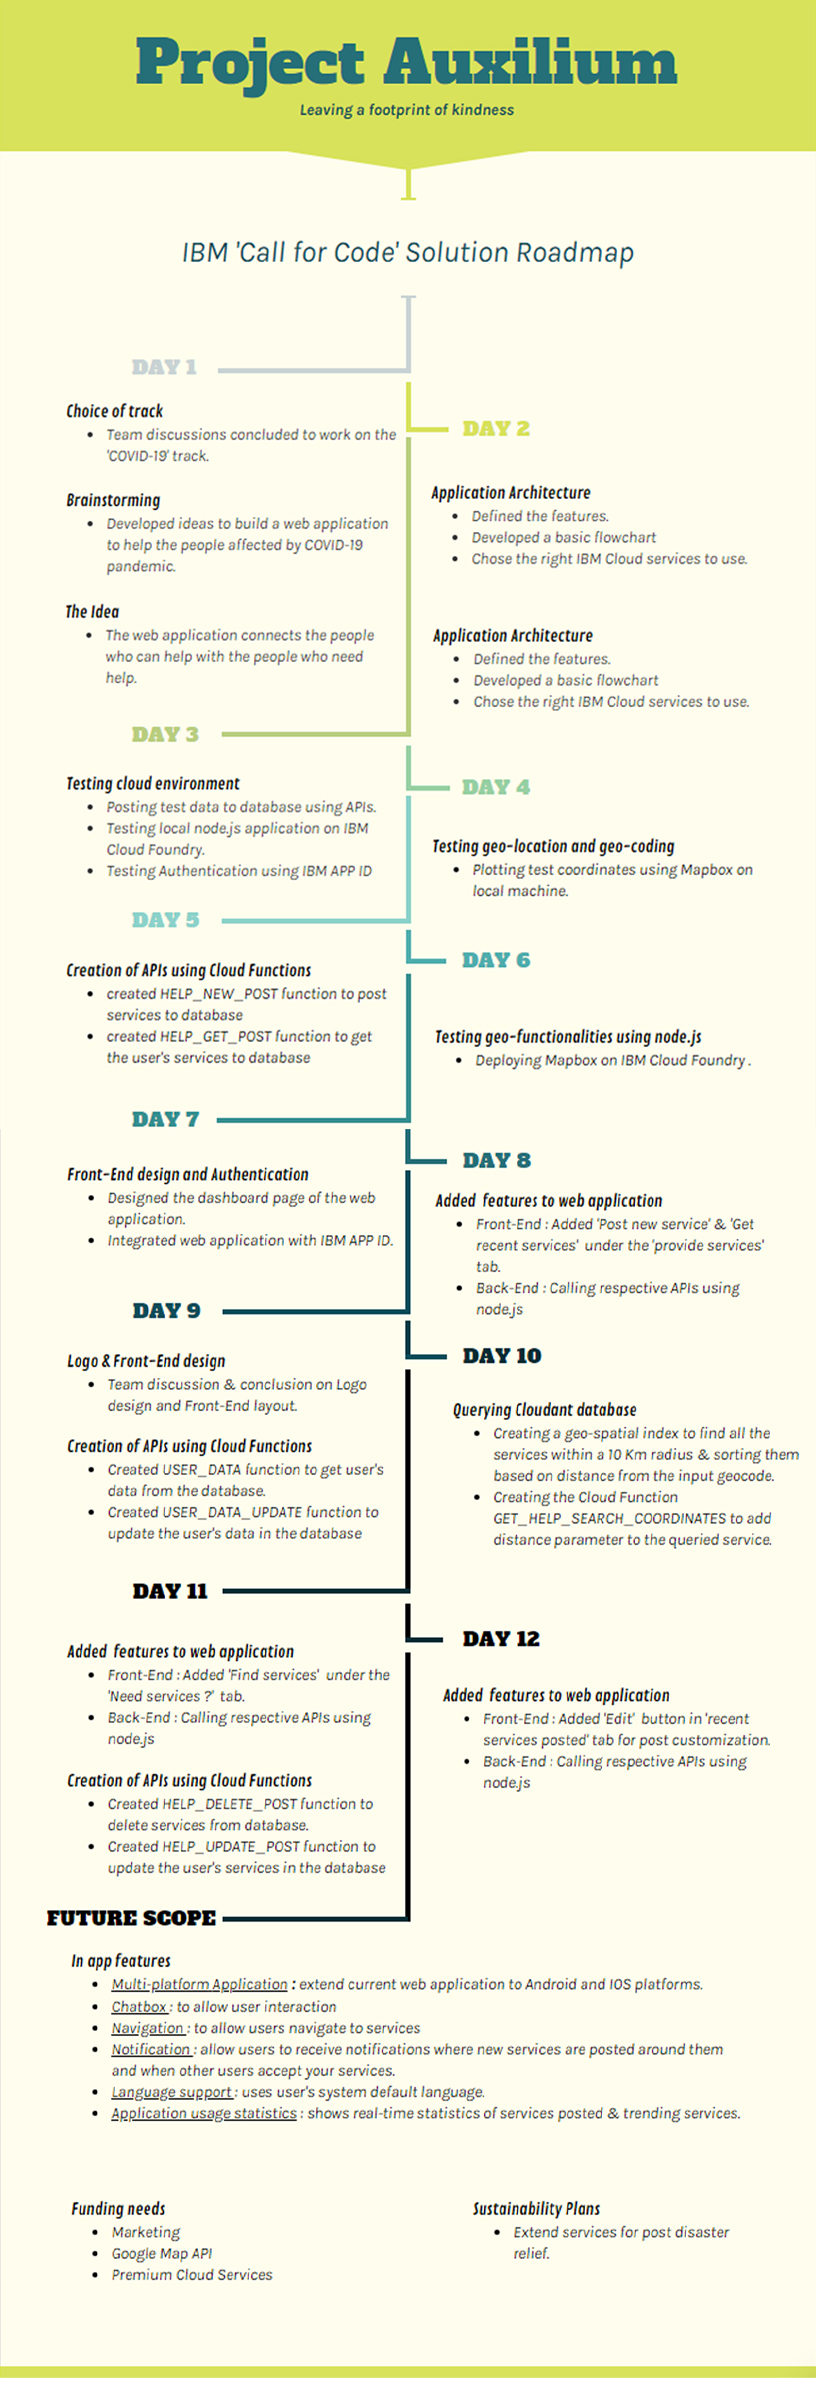 Project Auxilium
Leaving a footprint of kindness
IBM 'Call for Code' Solution Roadmap
DAY 1
Choice of track
• Team discussions concluded to work on the
'COVID-19' track.
Brainstorming
• Developed ideas to build a web application
to help the people affected by COVID-19
pandemic.
The Idea
• The web application connects the people
who can help with the people who need
help.
DAY 2
Application Architecture
• Defined the features.
• Developed a basic flowchart
• Chose the right IBM Cloud services to use.
Application Architecture
• Defined the features.
• Developed a basic flowchart
• Chose the right IBM Cloud services to use.
DAY 3
Testing cloud environment
• Posting test data to database using APIs.
• Testing local node.js application on IBM
Cloud Foundry.
• Testing Authentication using IBM APP ID
DAY 4
Testing geo-location and geo-coding
• Plotting test coordinates using Mapbox on
local machine.
DAY 5
Creation of APIs using Cloud Functions
• created HELP_NEW_POST function to post
services to database
• created HELP_GET_POST function to get
the user's services to database
DAY 6
Testing geo-functionalities using node.js
• Deploying Mapbox on IBM Cloud Foundry .
DAY 7
Front-End design and Authentication
• Designed the dashboard page of the web
application.
• Integrated web application with IBM APP ID.
DAY 8
Added features to web application
• Front-End : Added 'Post new service' & 'Get
recent services' under the 'provide services'
tab.
• Back-End : Calling respective APIs using
node.js
DAY 9
Logo & Front-End design
• Team discussion & conclusion on Logo
design and Front-End layout.
Creation of APIs using Cloud Functions
• Created USER_DATA function to get user's
data from the database.
• Created USER_DATA_UPDATE function to
update the user's data in the database
DAY 10
Querying Cloudant database
• Creating a geo-spatial index to find all the
services within a 10 Km radius & sorting them
based on distance from the input geocode.
• Creating the Cloud Function
GET_HELP_SEARCH_COORDINATES to add
distance parameter to the queried service.
DAY 11
Added features to web application
• Front-End : Added 'Find services' under the
'Need services ?' tab.
• Back-End : Calling respective APIs using
node.js
Creation of APIs using Cloud Functions
• Created HELP_DELETE_POST function to
delete services from database.
• Created HELP_UPDATE_POST function to
update the user's services in the database
DAY 12
Added features to web application
• Front-End : Added 'Edit' button in 'recent
services posted' tab for post customization.
• Back-End : Calling respective APIs using
node.js
FUTURE SCOPE
In app features
• Multi-platform Application : extend current web application to Android and IOS platforms.
• Chatbox : to allow user interaction
• Navigation : to allow users navigate to services
• Notification : allow users to receive notifications where new services are posted around them
and when other users accept your services.
• Language support : uses user's system default language.
• Application usage statistics : shows real-time statistics of services posted & trending services.
Funding needs
• Marketing
• Google Map API
• Premium Cloud Services
Sustainability Plans
• Extend services for post disaster
relief.